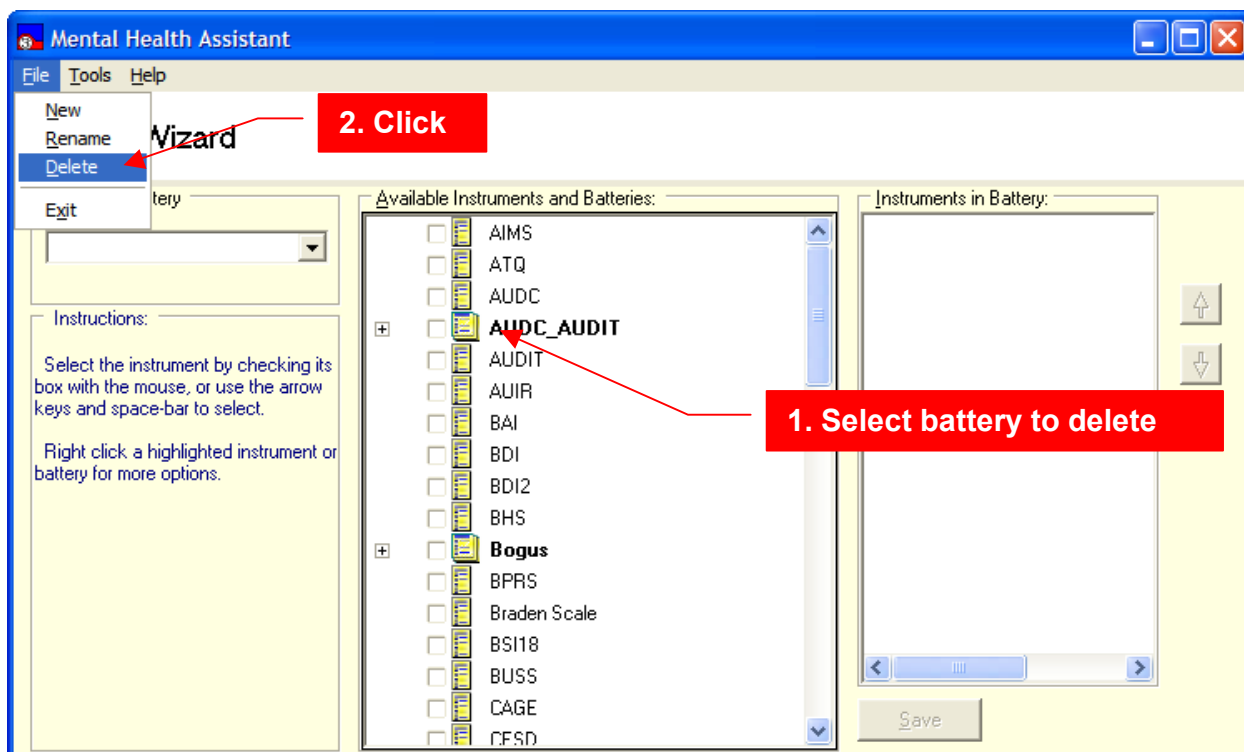 Mental Health Assistant
File Tools Help
New
Rename
Delete
Exit
Wizard
2. Click
tery
Available Instruments and Batteries:
Instruments in Battery:
AIMS
ATQ
AUDC
AUDC_AUDIT
AUDIT
AUIR
BAI
BDI
BDI2
BHS
Bogus
BPRS
Braden Scale
BSI18
BUSS
CAGE
CESD
1. Select battery to delete
Instructions:
Select the instrument by checking its
box with the mouse, or use the arrow
keys and space-bar to select.
Right click a highlighted instrument or
battery for more options.
Save